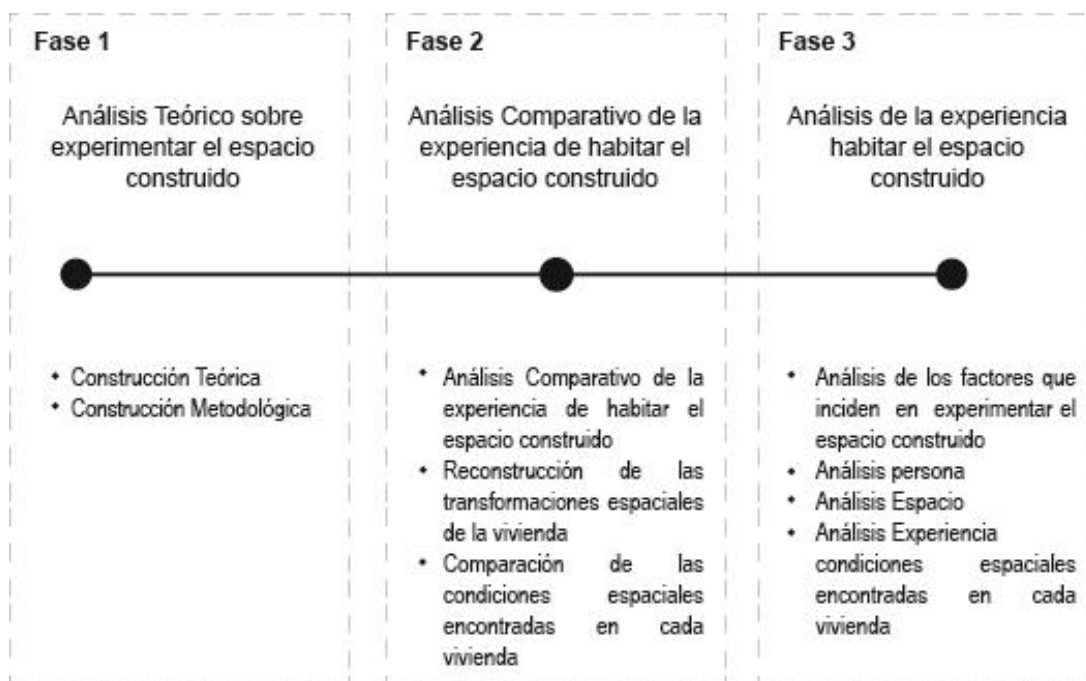 Fase 1
Análisis Teórico sobre
experimentar el espacio
construido
• Construcción Teórica
• Construcción Metodológica
Fase 2
Análisis Comparativo de la
experiencia de habitar el
espacio construido
• Análisis Comparativo de la
experiencia de habitar el
espacio construido
• Reconstrucción de las
transformaciones espaciales
de la vivienda
• Comparación de las
condiciones espaciales
encontradas en cada
vivienda
Fase 3
Análisis de la experiencia
habitar el espacio
construido
• Análisis de los factores que
inciden en experimentar el
espacio construido
• Análisis persona
• Análisis Espacio
• Análisis Experiencia
condiciones espaciales
encontradas en cada
vivienda